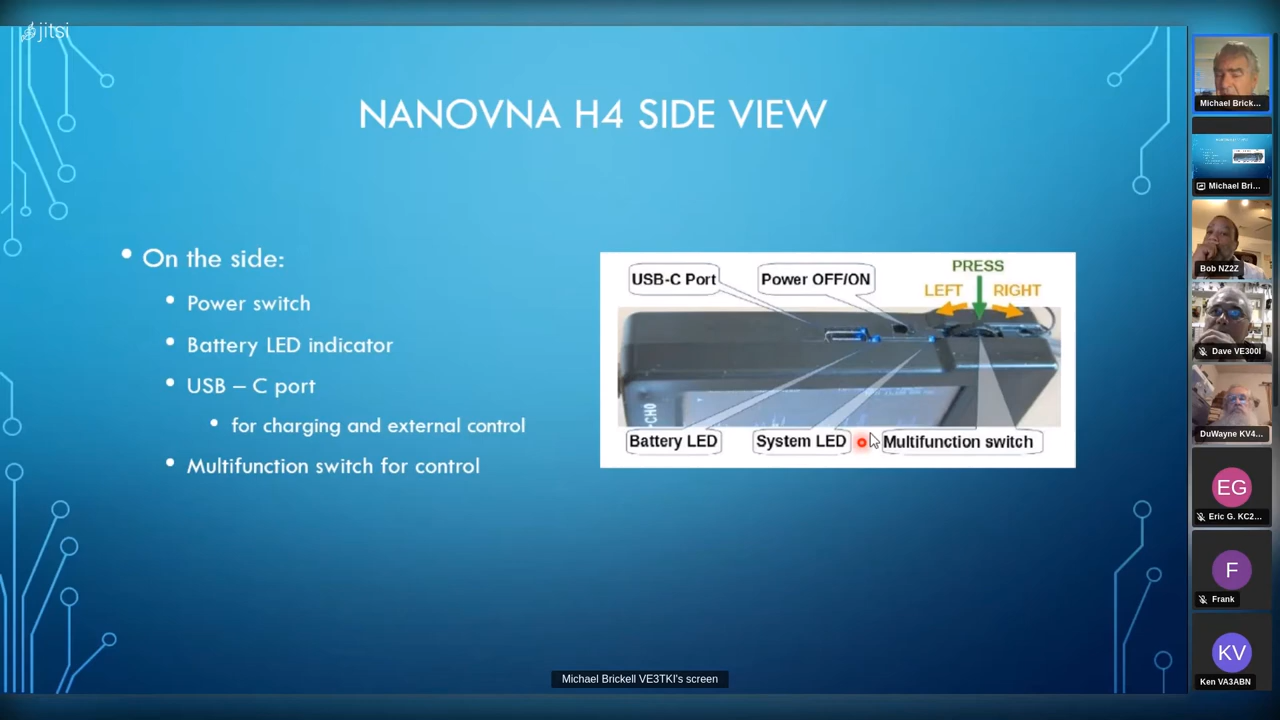 jitsi
NANOVNA H4 SIDE VIEW
• On the side:
• Power switch
• Battery LED indicator
• USB – C port
• for charging and external control
• Multifunction switch for control
USB-C Port
Power OFF/ON
PRESS
LEFT
RIGHT
Battery LED
System LED
Multifunction switch
Michael Brickell VE3TKI's screen
Michael Brick...
Michael Bri...
Bob NZ2Z
Dave VE3OOI
DuWayne KV4...
EG
Eric G. KC2...
F
Frank
KV
Ken VA3ABN